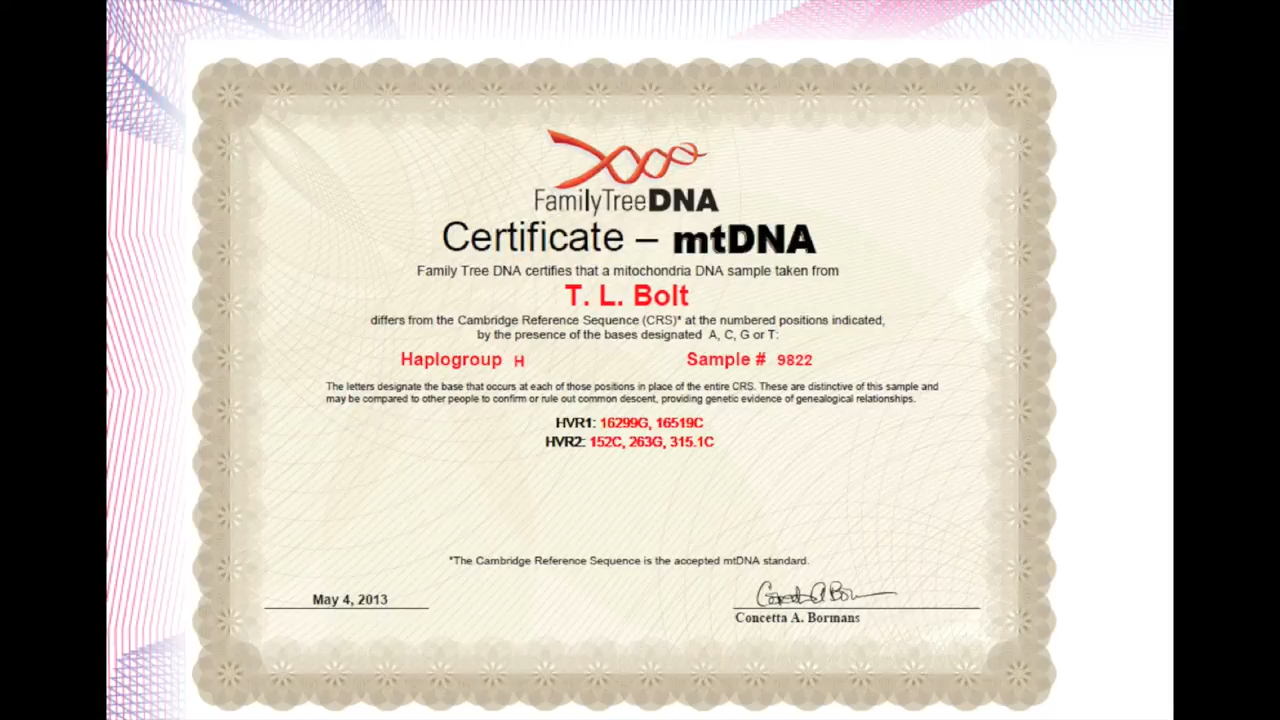 FamilyTreeDNA
Certificate – mtDNA
Family Tree DNA certifies that a mitochondria DNA sample taken from
T. L. Bolt
differs from the Cambridge Reference Sequence (CRS)* at the numbered positions indicated,
by the presence of the bases designated A, C, G or T:
Haplogroup H Sample # 9822
The letters designate the base that occurs at each of those positions in place of the entire CRS. These are distinctive of this sample and
may be compared to other people to confirm or rule out common descent, providing genetic evidence of genealogical relationships.
HVR1: 16299G, 16519C
HVR2: 152C, 263G, 315.1C
*The Cambridge Reference Sequence is the accepted mtDNA standard.
May 4, 2013
Concetta A. Bormans